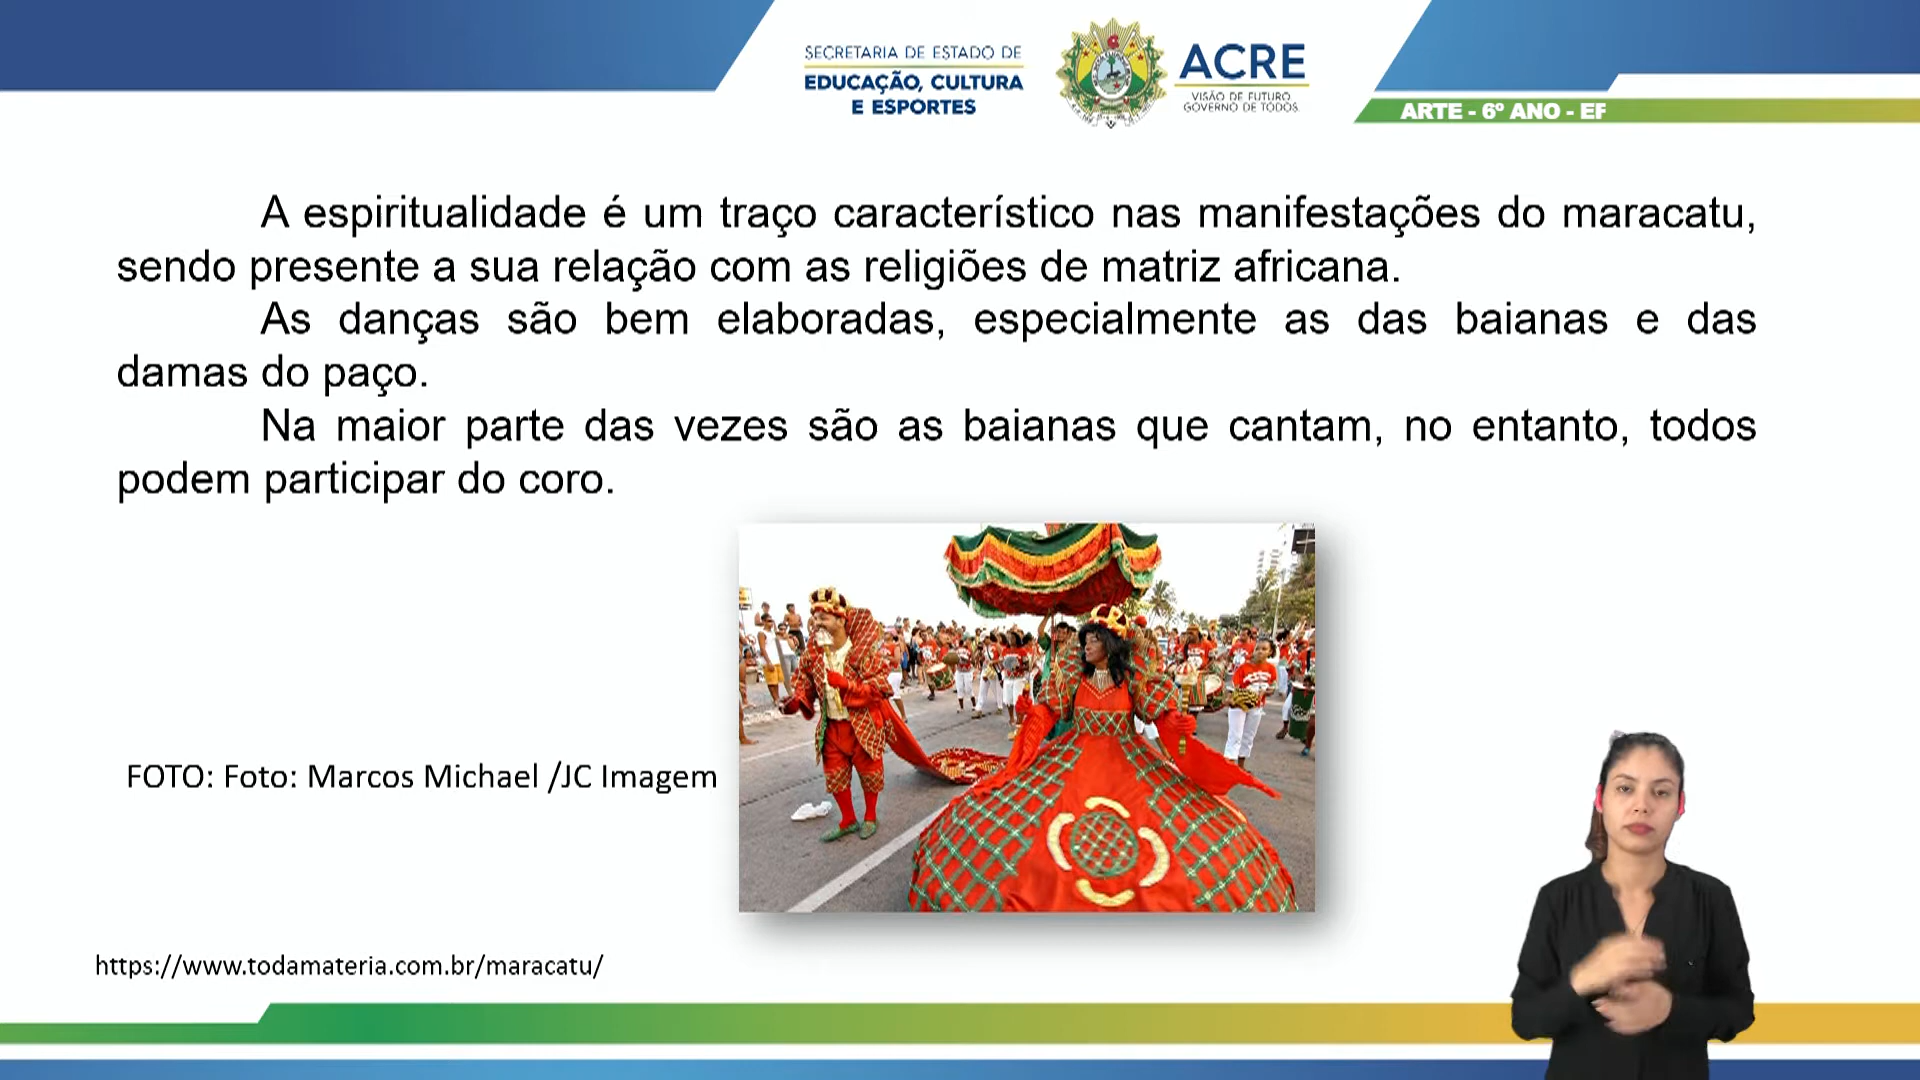 SECRETARIA DE ESTADO DE
EDUCAÇÃO, CULTURA
E ESPORTES
ACRE
VISÃO DE FUTURO
GOVERNO DE TODOS
ARTE - 6º ANO - EF
A espiritualidade é um traço característico nas manifestações do maracatu,
sendo presente a sua relação com as religiões de matriz africana.
As danças são bem elaboradas, especialmente as das baianas e das
damas do paço.
Na maior parte das vezes são as baianas que cantam, no entanto, todos
podem participar do coro.
FOTO: Foto: Marcos Michael /JC Imagem
https://www.todamateria.com.br/maracatu/